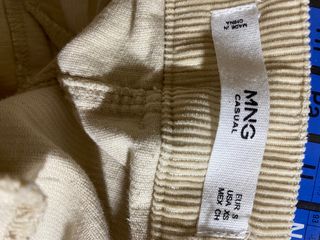 MADE IN
CHINA
MNG
CASUAL
EUR S
USA XS
MEX CH